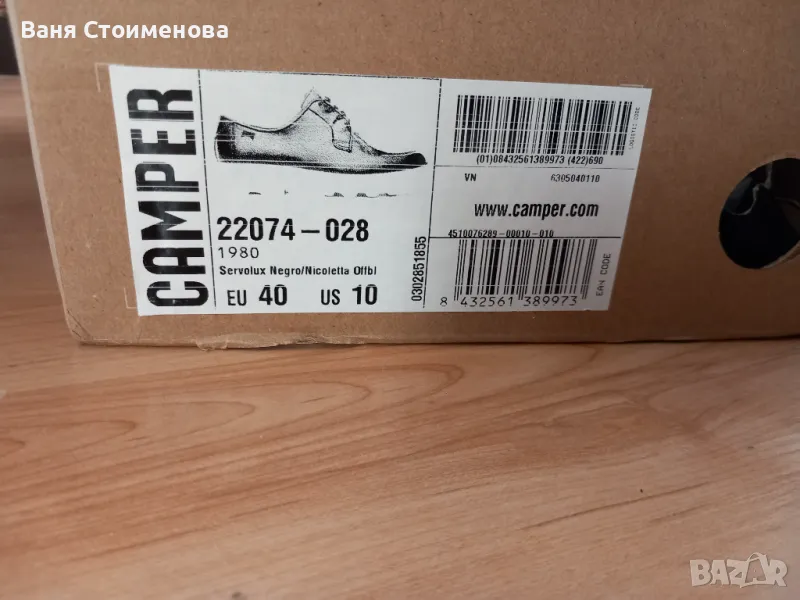 Ваня Стоименова
CAMPER
22074-028
1980
Servolux Negro/Nicoletta Offbl
EU 40 US 10
0302851855
(01)08432561389973 (422)690
VN 6305040110
www.camper.com
4510076289-00010-010
8 432561 389973
EAN CODE
BAZAR